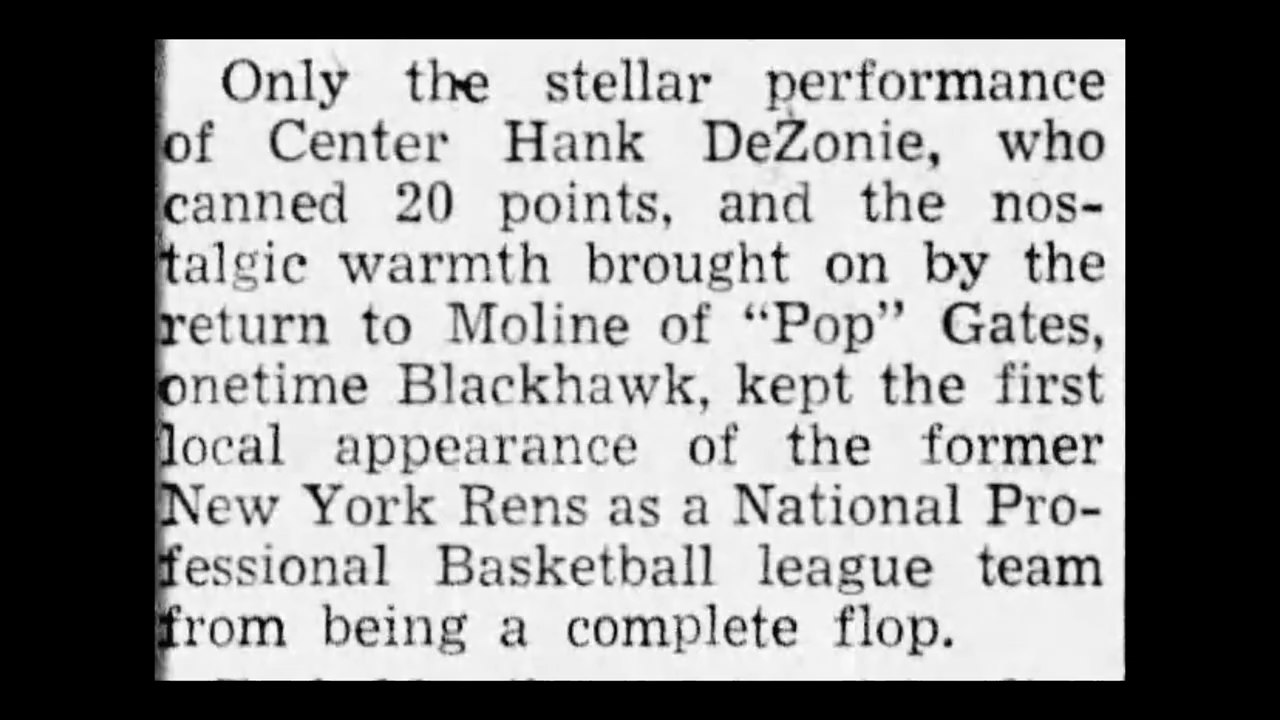 Only the stellar performance
of Center Hank DeZonie, who
canned 20 points, and the nos-
talgic warmth brought on by the
return to Moline of “Pop” Gates,
onetime Blackhawk, kept the first
local appearance of the former
New York Rens as a National Pro-
fessional Basketball league team
from being a complete flop.